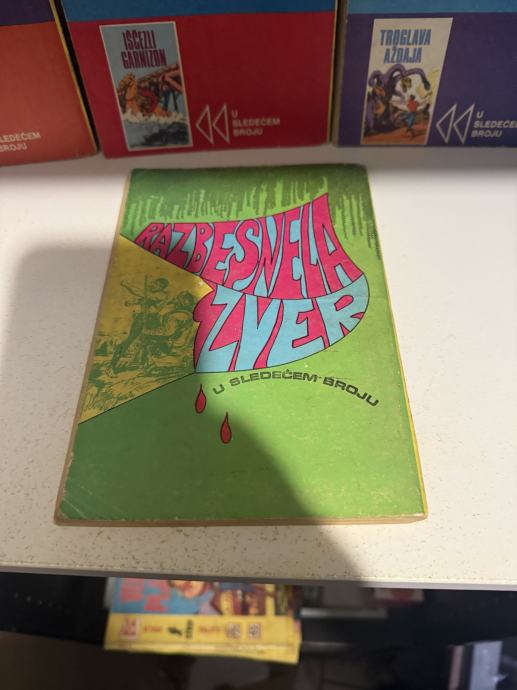 IŠČEZLI
GARNIZON
U
SLEDEĆEM
BROJU
TROGLAVA
AŽDAJA
U
SLEDEĆEM
BROJU
SLEDEĆEM
BROJU
RAZBESNELA
ZVER
U SLEDEĆEM BROJU